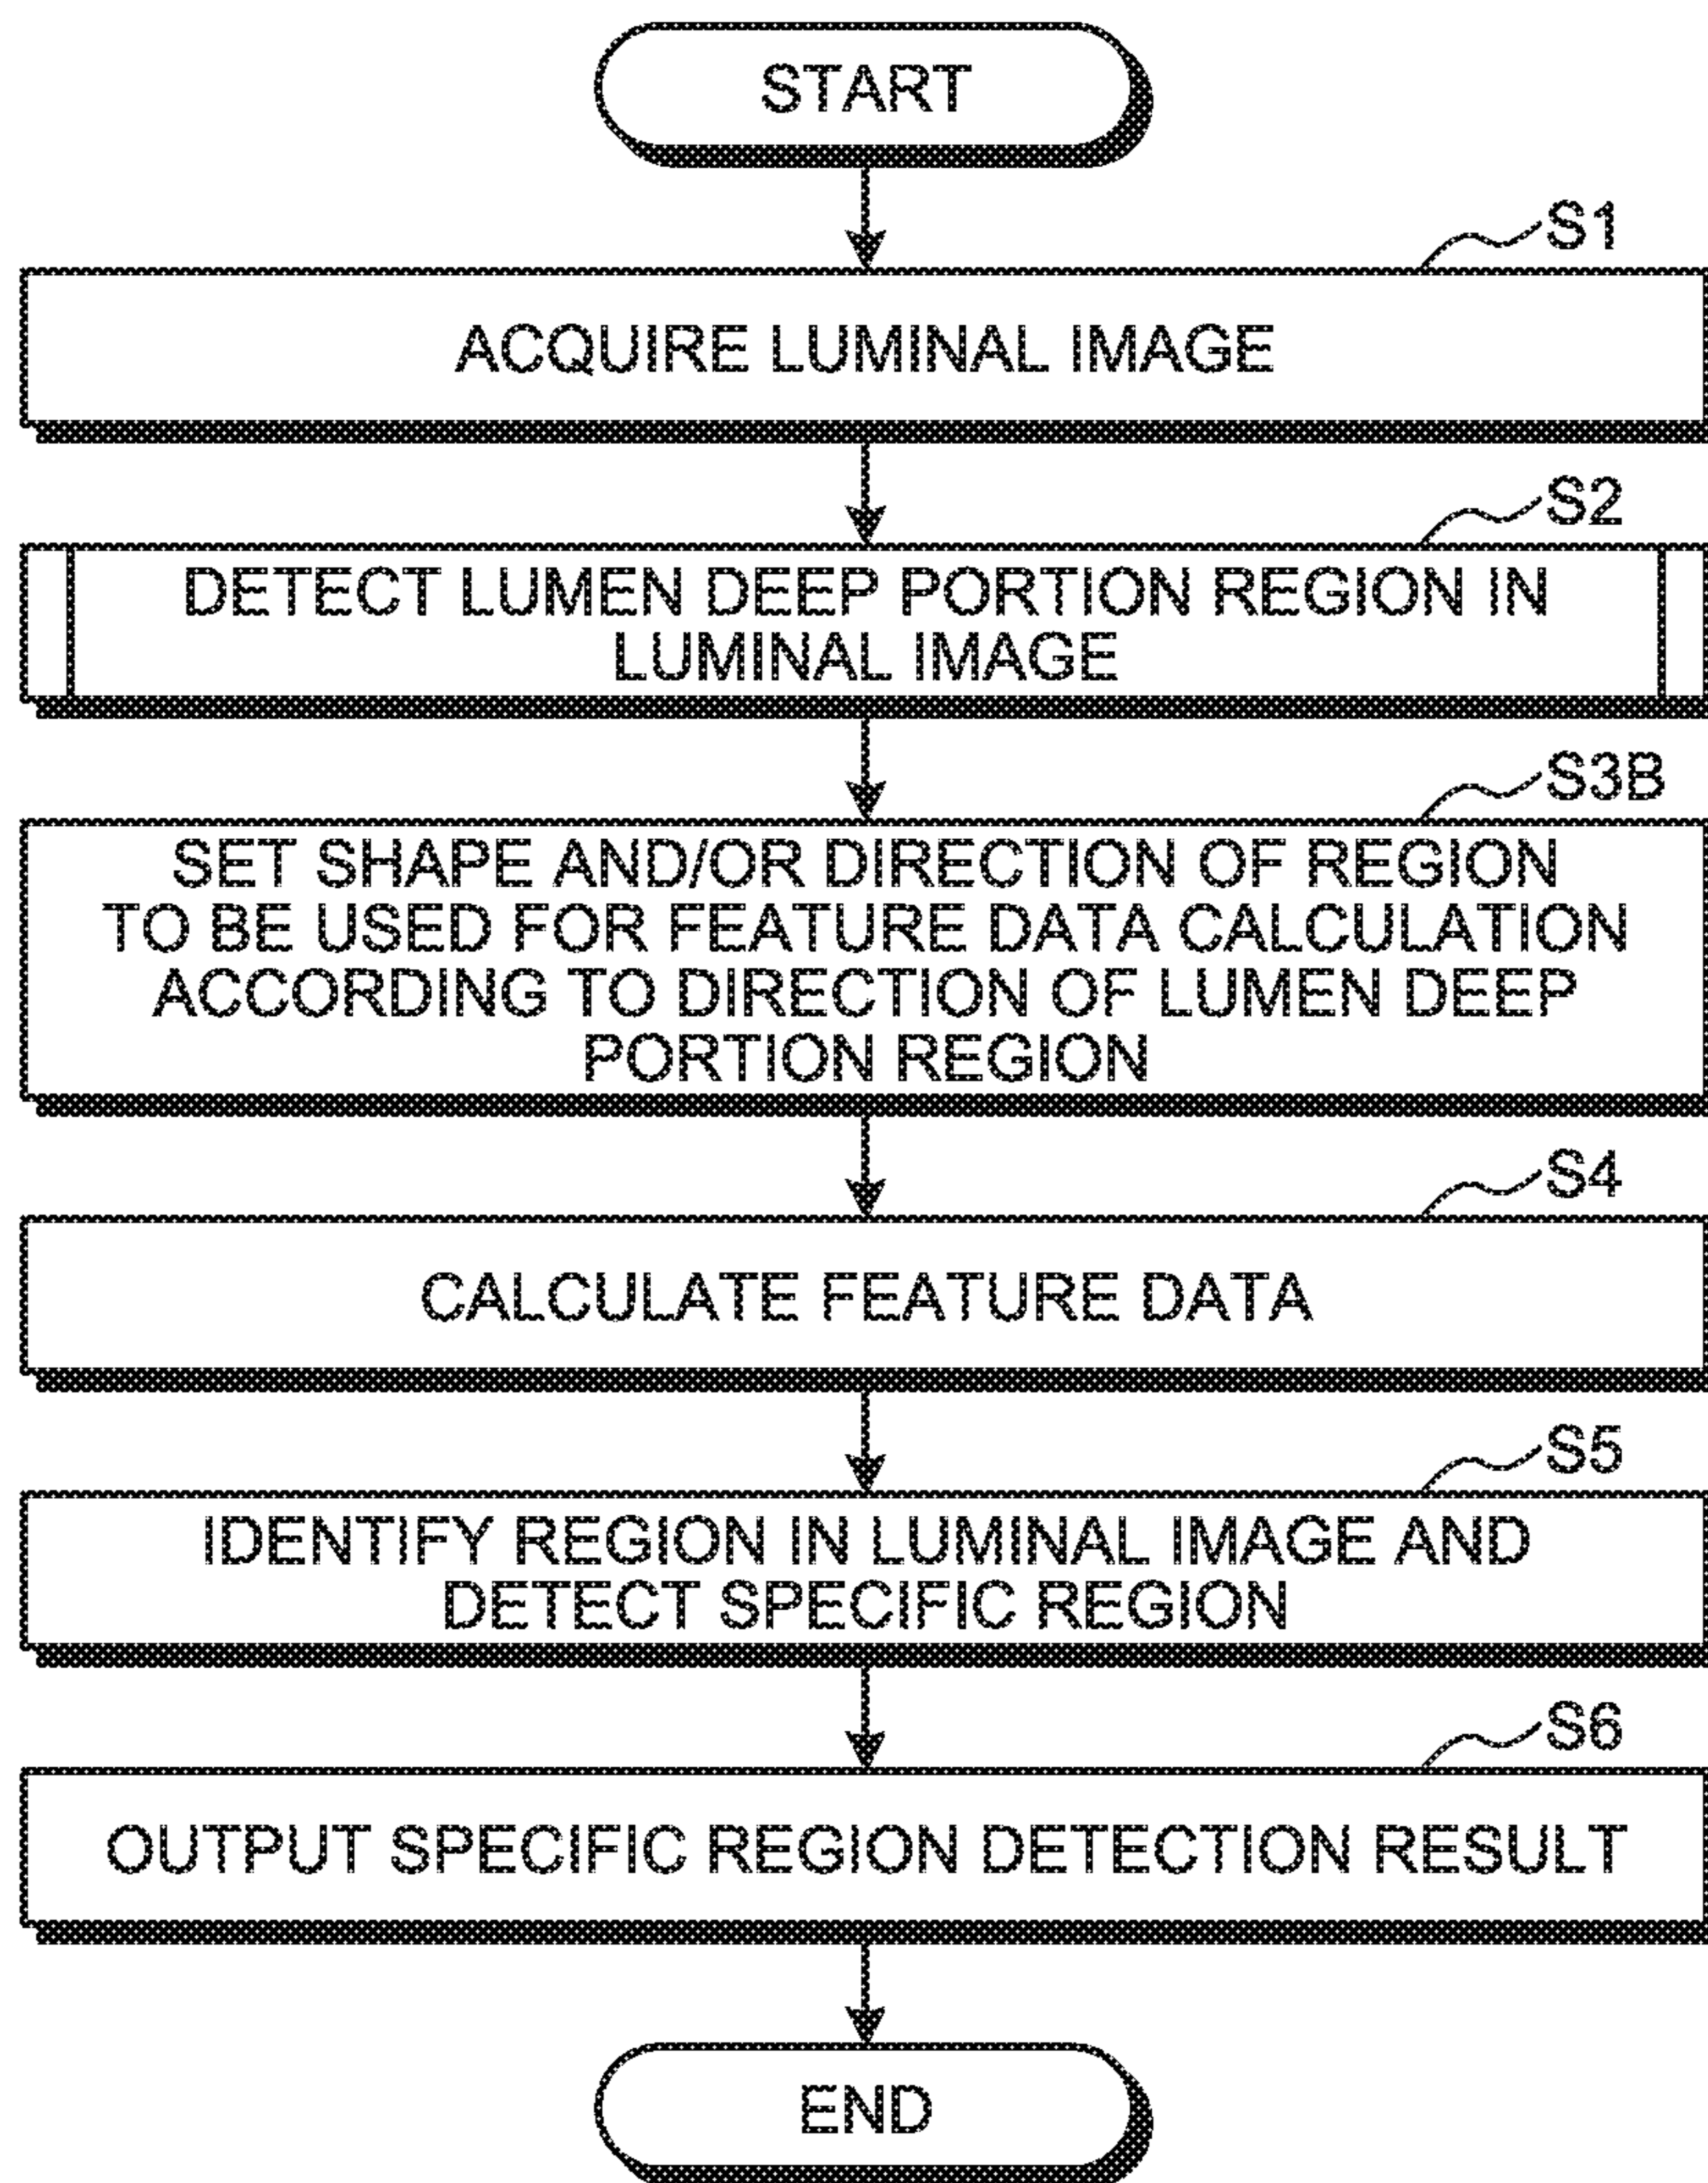 START
S1
ACQUIRE LUMINAL IMAGE
S2
DETECT LUMEN DEEP PORTION REGION IN
LUMINAL IMAGE
S3B
SET SHAPE AND/OR DIRECTION OF REGION
TO BE USED FOR FEATURE DATA CALCULATION
ACCORDING TO DIRECTION OF LUMEN DEEP
PORTION REGION
S4
CALCULATE FEATURE DATA
S5
IDENTIFY REGION IN LUMINAL IMAGE AND
DETECT SPECIFIC REGION
S6
OUTPUT SPECIFIC REGION DETECTION RESULT
END